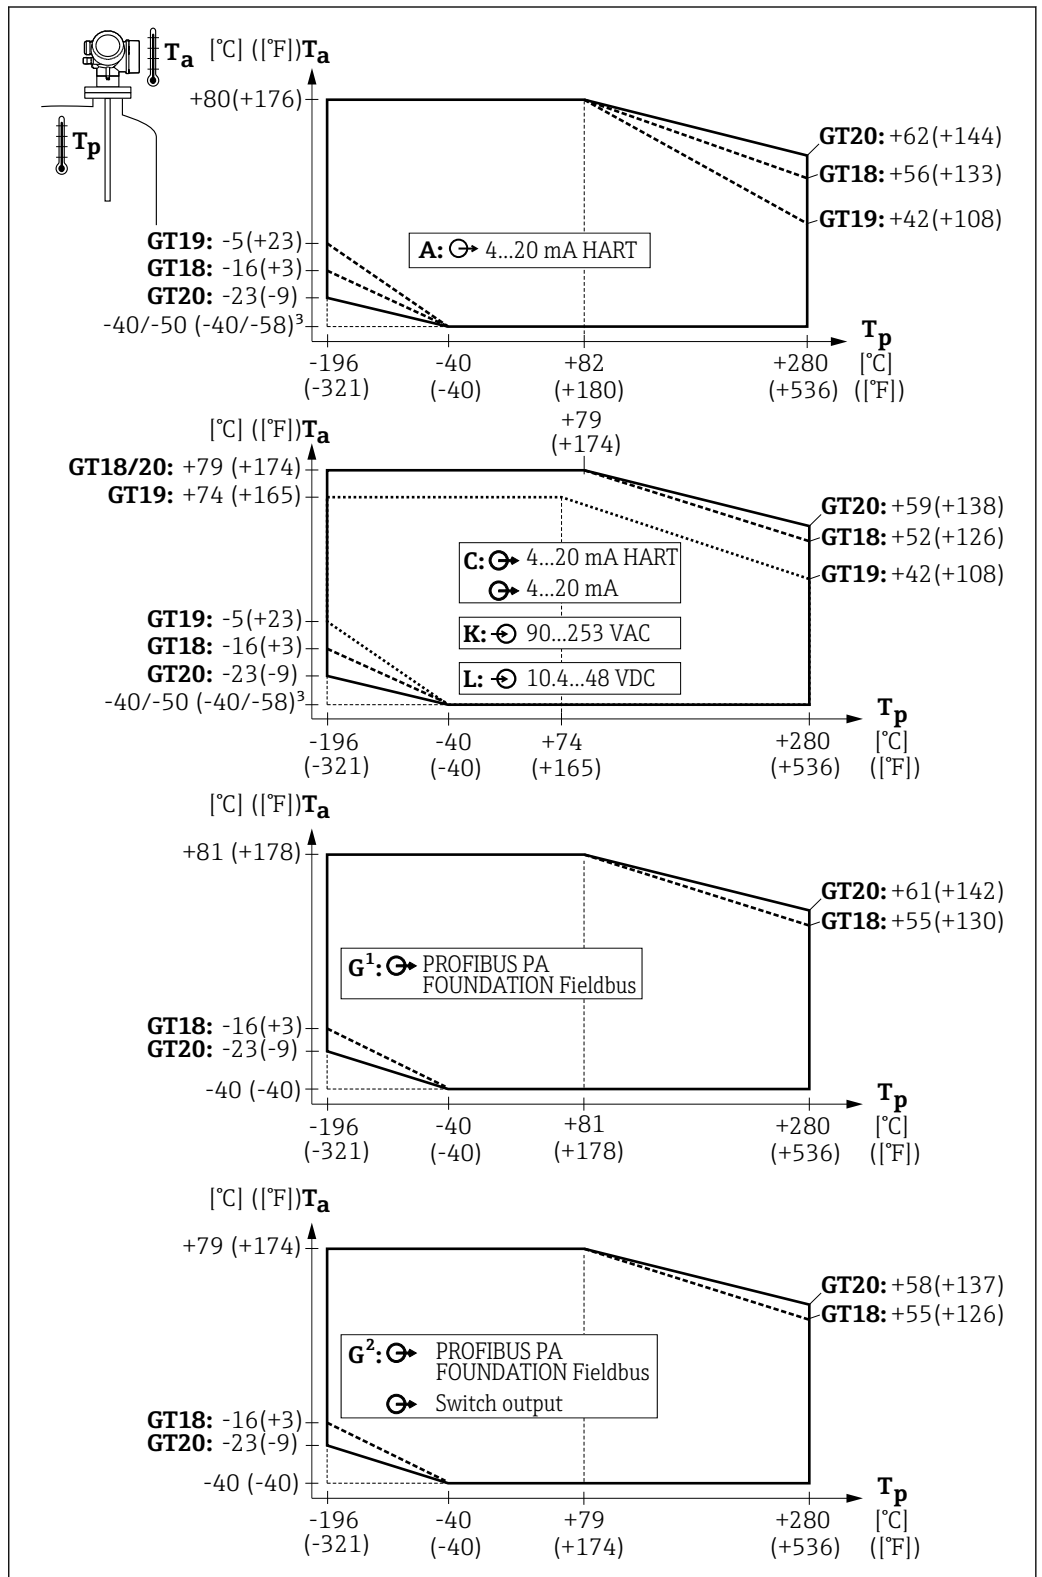 Ta
Tp
[°C] ([°F])Ta
+80(+176)
GT20: +62(+144)
GT18: +56(+133)
GT19: +42(+108)
A: 4...20 mA HART
GT19: -5(+23)
GT18: -16(+3)
GT20: -23(-9)
-40/-50 (-40/-58)³
Tp
-196 -40 +82 +280 [°C]
(-321) (-40) (+180) (+536) ([°F])
[°C] ([°F])Ta
+79
(+174)
GT18/20: +79 (+174)
GT19: +74 (+165)
GT20: +59(+138)
GT18: +52(+126)
GT19: +42(+108)
C: 4...20 mA HART
4...20 mA
K: 90...253 VAC
L: 10.4...48 VDC
GT19: -5(+23)
GT18: -16(+3)
GT20: -23(-9)
-40/-50 (-40/-58)³
Tp
-196 -40 +74 +280 [°C]
(-321) (-40) (+165) (+536) ([°F])
[°C] ([°F])Ta
+81 (+178)
GT20: +61(+142)
GT18: +55(+130)
G¹: PROFIBUS PA
FOUNDATION Fieldbus
GT18: -16(+3)
GT20: -23(-9)
-40 (-40)
Tp
-196 -40 +81 +280 [°C]
(-321) (-40) (+178) (+536) ([°F])
[°C] ([°F])Ta
+79 (+174)
GT20: +58(+137)
GT18: +55(+126)
G²: PROFIBUS PA
FOUNDATION Fieldbus
Switch output
GT18: -16(+3)
GT20: -23(-9)
-40 (-40)
Tp
-196 -40 +79 +280 [°C]
(-321) (-40) (+174) (+536) ([°F])